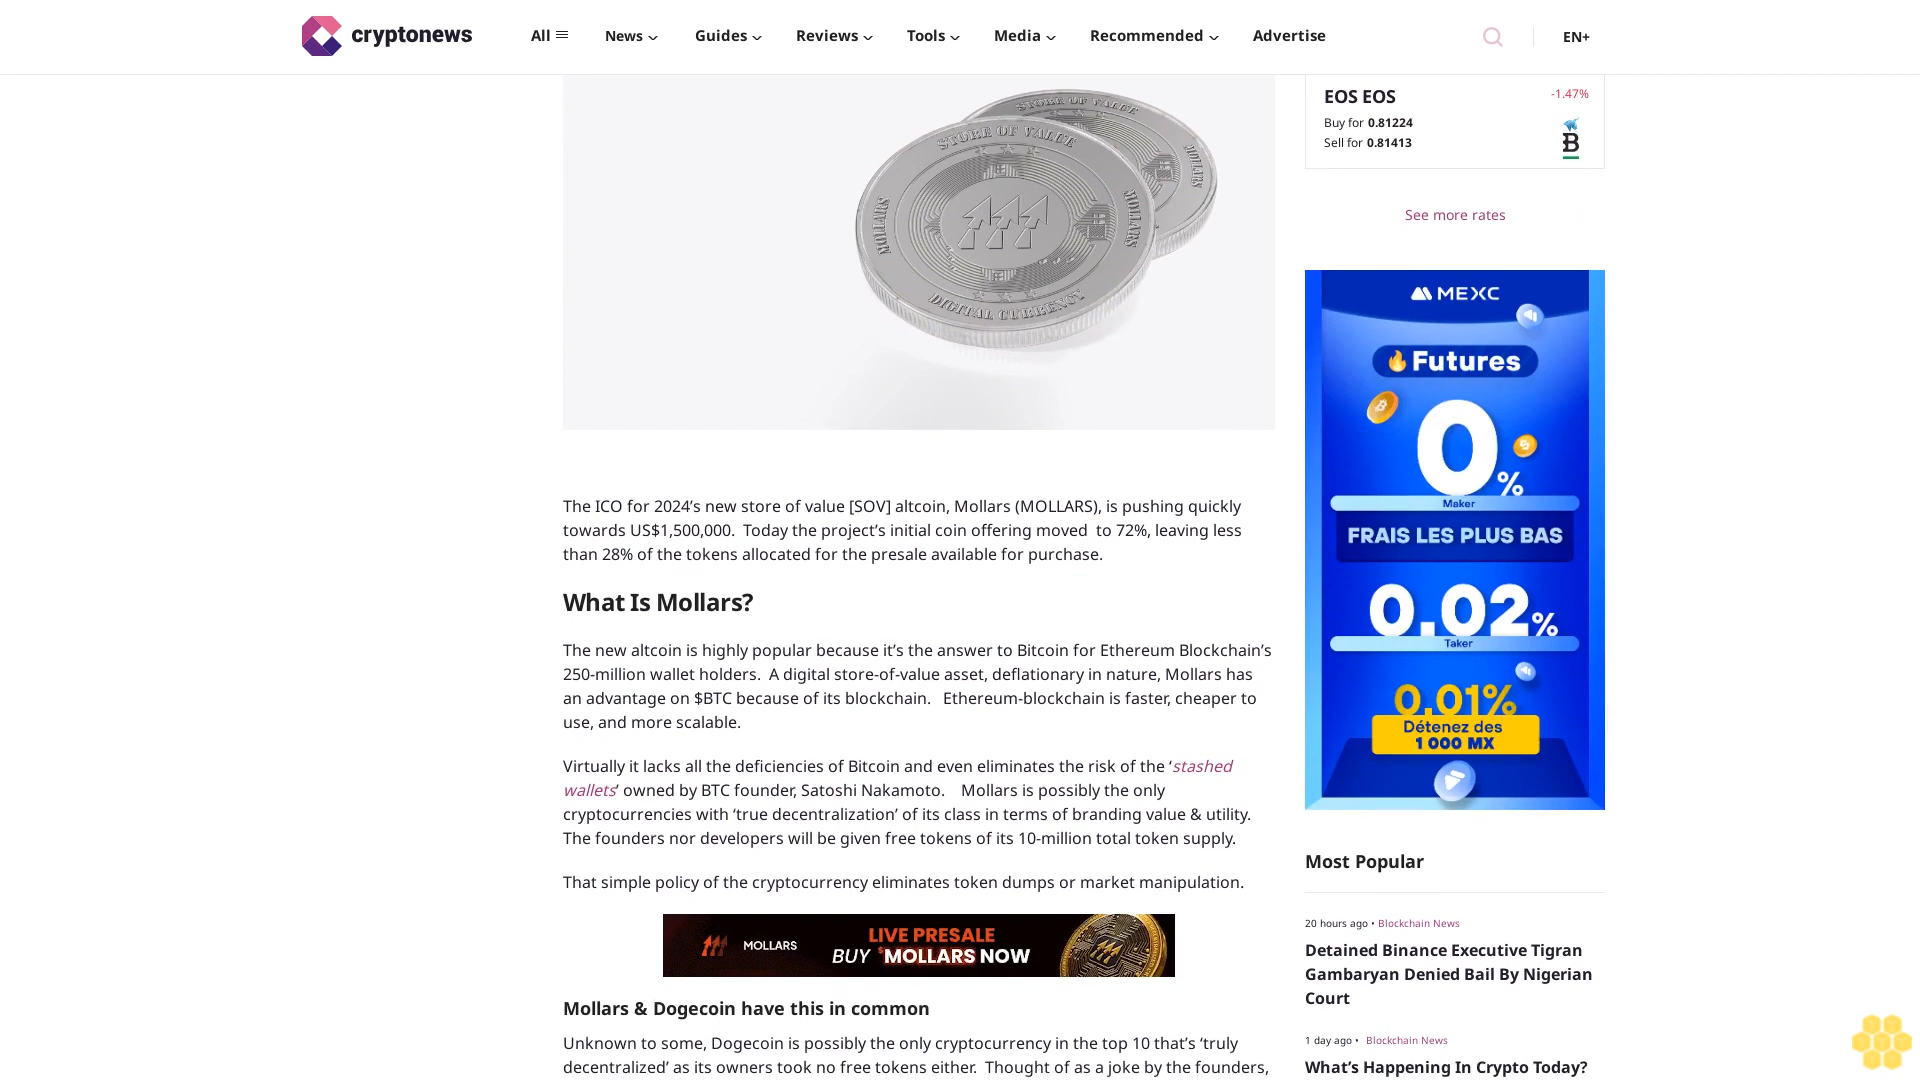 cryptonews
All
News
Guides
Reviews
Tools
Media
Recommended
Advertise
EN+
STORE OF VALUE
MOLLARS
STORE OF VALUE
MOLLARS
MOLLARS
DIGITAL CURRENCY
The ICO for 2024’s new store of value [SOV] altcoin, Mollars (MOLLARS), is pushing quickly
towards US$1,500,000.  Today the project’s initial coin offering moved  to 72%, leaving less
than 28% of the tokens allocated for the presale available for purchase.
What Is Mollars?
The new altcoin is highly popular because it’s the answer to Bitcoin for Ethereum Blockchain’s
250-million wallet holders.  A digital store-of-value asset, deflationary in nature, Mollars has
an advantage on $BTC because of its blockchain.   Ethereum-blockchain is faster, cheaper to
use, and more scalable.
Virtually it lacks all the deficiencies of Bitcoin and even eliminates the risk of the ‘stashed
wallets’ owned by BTC founder, Satoshi Nakamoto.    Mollars is possibly the only
cryptocurrencies with ‘true decentralization’ of its class in terms of branding value & utility.
The founders nor developers will be given free tokens of its 10-million total token supply.
That simple policy of the cryptocurrency eliminates token dumps or market manipulation.
MOLLARS
LIVE PRESALE
BUY $MOLLARS NOW
Mollars & Dogecoin have this in common
Unknown to some, Dogecoin is possibly the only cryptocurrency in the top 10 that’s ‘truly
decentralized’ as its owners took no free tokens either.  Thought of as a joke by the founders,
EOS EOS
-1.47%
Buy for 0.81224
Sell for 0.81413
See more rates
MEXC
Futures
0%
Maker
FRAIS LES PLUS BAS
0.02%
Taker
0.01%
Détenez des
1 000 MX
Most Popular
20 hours ago • Blockchain News
Detained Binance Executive Tigran
Gambaryan Denied Bail By Nigerian
Court
1 day ago • Blockchain News
What’s Happening In Crypto Today?